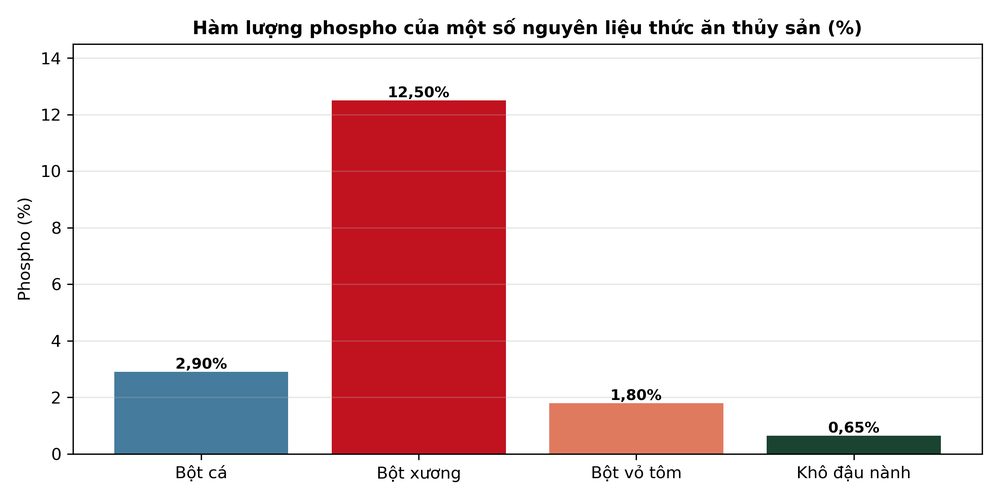 Hàm lượng phospho của một số nguyên liệu thức ăn thủy sản (%)
Phospho (%)
14
12
10
8
6
4
2
0
2,90%
12,50%
1,80%
0,65%
Bột cá
Bột xương
Bột vỏ tôm
Khô đậu nành